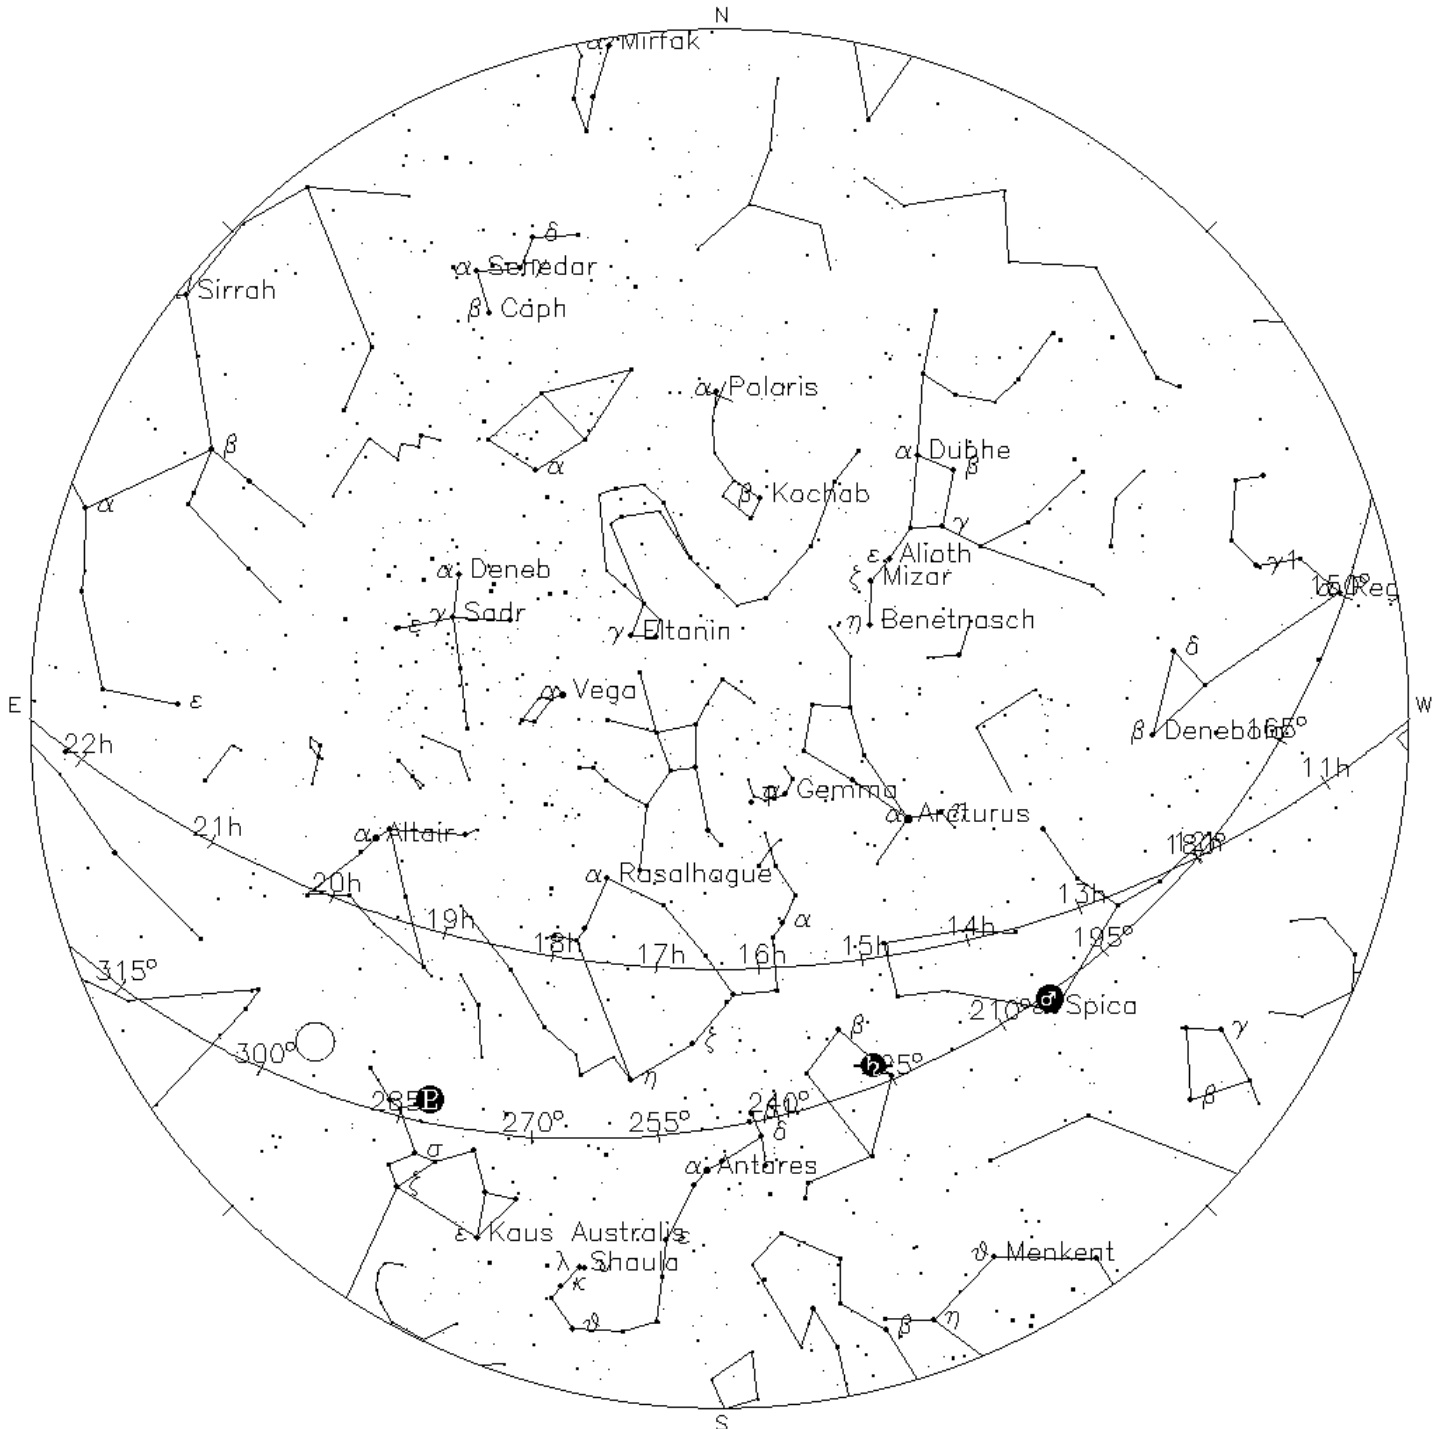 N
α Mirfak
δ
α Schedar γ
Sirrah
β Caph
α Polaris
β
α Dubhe
β
α
β Kochab
α
γ
ε Alioth
α Deneb
ζ Mizar
γ1
150°
γ Sadr
η Benetnasch
ε
γ Eltanin
δ
α Vega
ε
E
W
β Denebola 165°
22h
11h
α Gemma
21h
α Altair
α Arcturus η
12h
180°
20h
α Rasalhague
13h
19h
α
14h
18h
17h
16h
15h
195°
315°
♂ Spica
210°
β
γ
300°
ξ
♄
225°
η
β
285° ♇
240°
270°
255°
δ
σ
α Antares
ζ
ε Kaus Australis
ε
λ Shaula
ϑ Menkent
κ
ϑ
β
η
S